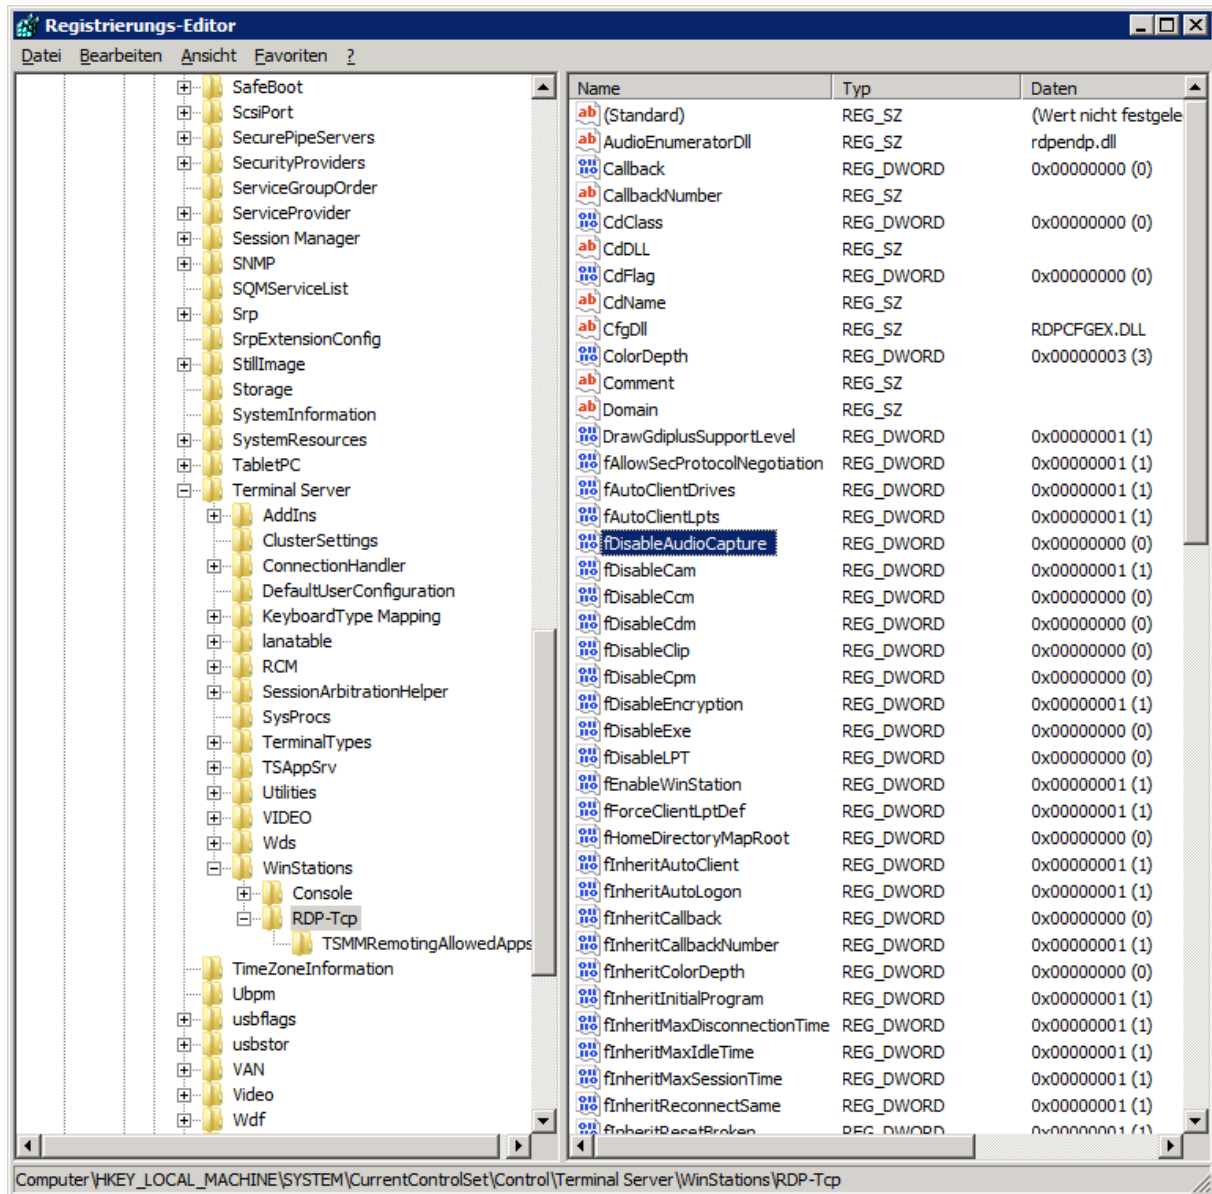 Registrierungs-Editor
Datei Bearbeiten Ansicht Favoriten ?
SafeBoot
ScsiPort
SecurePipeServers
SecurityProviders
ServiceGroupOrder
ServiceProvider
Session Manager
SNMP
SQMServiceList
Srp
SrpExtensionConfig
StillImage
Storage
SystemInformation
SystemResources
TabletPC
Terminal Server
AddIns
ClusterSettings
ConnectionHandler
DefaultUserConfiguration
KeyboardType Mapping
lanatable
RCM
SessionArbitrationHelper
SysProcs
TerminalTypes
TSAppSrv
Utilities
VIDEO
Wds
WinStations
Console
RDP-Tcp
TSMMRemotingAllowedApps
TimeZoneInformation
Ubpm
usbflags
usbstor
VAN
Video
Wdf
Name Typ Daten
(Standard) REG_SZ (Wert nicht festgele
AudioEnumeratorDll REG_SZ rdpendp.dll
Callback REG_DWORD 0x00000000 (0)
CallbackNumber REG_SZ
CdClass REG_DWORD 0x00000000 (0)
CdDLL REG_SZ
CdFlag REG_DWORD 0x00000000 (0)
CdName REG_SZ
CfgDll REG_SZ RDPCFGEX.DLL
ColorDepth REG_DWORD 0x00000003 (3)
Comment REG_SZ
Domain REG_SZ
DrawGdiplusSupportLevel REG_DWORD 0x00000001 (1)
fAllowSecProtocolNegotiation REG_DWORD 0x00000001 (1)
fAutoClientDrives REG_DWORD 0x00000001 (1)
fAutoClientLpts REG_DWORD 0x00000001 (1)
fDisableAudioCapture REG_DWORD 0x00000000 (0)
fDisableCam REG_DWORD 0x00000001 (1)
fDisableCcm REG_DWORD 0x00000000 (0)
fDisableCdm REG_DWORD 0x00000000 (0)
fDisableClip REG_DWORD 0x00000000 (0)
fDisableCpm REG_DWORD 0x00000000 (0)
fDisableEncryption REG_DWORD 0x00000001 (1)
fDisableExe REG_DWORD 0x00000000 (0)
fDisableLPT REG_DWORD 0x00000000 (0)
fEnableWinStation REG_DWORD 0x00000001 (1)
fForceClientLptDef REG_DWORD 0x00000001 (1)
fHomeDirectoryMapRoot REG_DWORD 0x00000000 (0)
fInheritAutoClient REG_DWORD 0x00000001 (1)
fInheritAutoLogon REG_DWORD 0x00000001 (1)
fInheritCallback REG_DWORD 0x00000000 (0)
fInheritCallbackNumber REG_DWORD 0x00000001 (1)
fInheritColorDepth REG_DWORD 0x00000000 (0)
fInheritInitialProgram REG_DWORD 0x00000001 (1)
fInheritMaxDisconnectionTime REG_DWORD 0x00000001 (1)
fInheritMaxIdleTime REG_DWORD 0x00000001 (1)
fInheritMaxSessionTime REG_DWORD 0x00000001 (1)
fInheritReconnectSame REG_DWORD 0x00000001 (1)
fInheritResetBroken REG_DWORD 0x00000001 (1)
Computer\HKEY_LOCAL_MACHINE\SYSTEM\CurrentControlSet\Control\Terminal Server\WinStations\RDP-Tcp